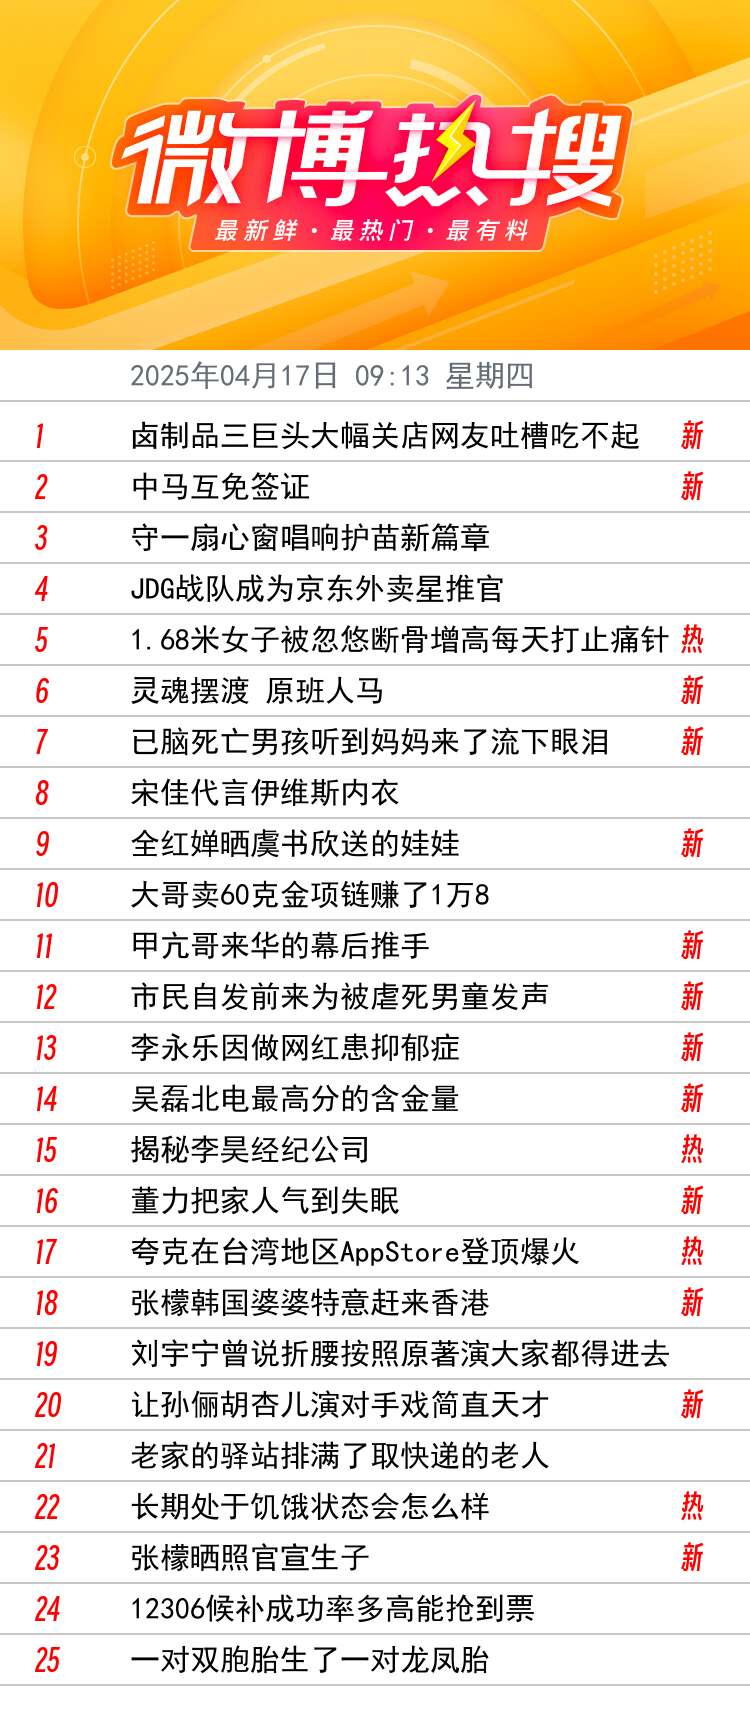 微博热搜
最新鲜·最热门·最有料
2025年04月17日 09:13 星期四
1 卤制品三巨头大幅关店网友吐槽吃不起 新
2 中马互免签证 新
3 守一扇心窗唱响护苗新篇章
4 JDG战队成为京东外卖星推官
5 1.68米女子被忽悠断骨增高每天打止痛针 热
6 灵魂摆渡 原班人马 新
7 已脑死亡男孩听到妈妈来了流下眼泪 新
8 宋佳代言伊维斯内衣
9 全红婵晒虞书欣送的娃娃 新
10 大哥卖60克金项链赚了1万8
11 甲亢哥来华的幕后推手 新
12 市民自发前来为被虐死男童发声 新
13 李永乐因做网红患抑郁症 新
14 吴磊北电最高分的含金量 新
15 揭秘李昊经纪公司 热
16 董力把家人气到失眠 新
17 夸克在台湾地区AppStore登顶爆火 热
18 张檬韩国婆婆特意赶来香港 新
19 刘宇宁曾说折腰按照原著演大家都得进去
20 让孙俪胡杏儿演对手戏简直天才 新
21 老家的驿站排满了取快递的老人
22 长期处于饥饿状态会怎么样 热
23 张檬晒照官宣生子 新
24 12306候补成功率多高能抢到票
25 一对双胞胎生了一对龙凤胎